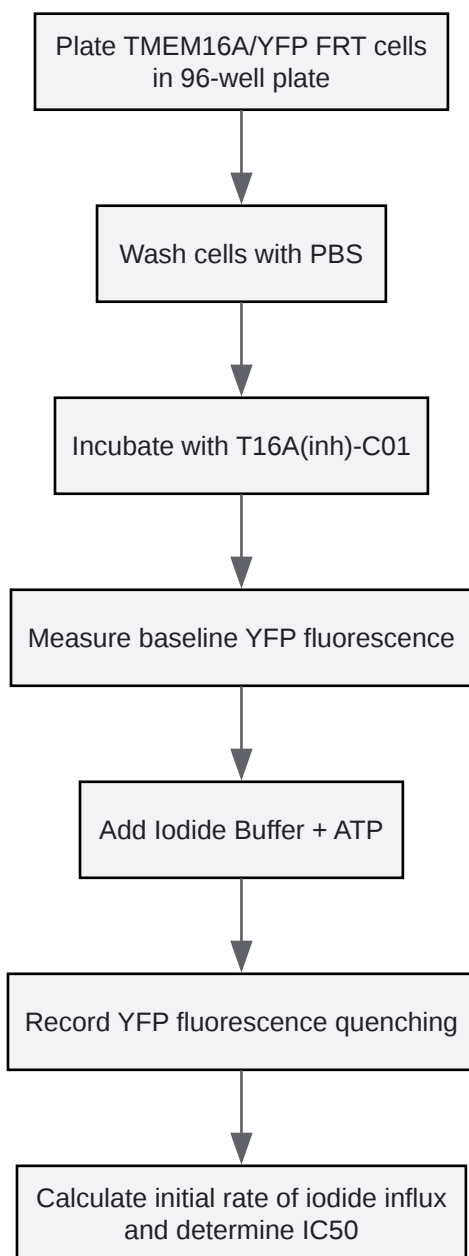 Plate TMEM16A/YFP FRT cells
in 96-well plate
Wash cells with PBS
Incubate with T16A(inh)-C01
Measure baseline YFP fluorescence
Add Iodide Buffer + ATP
Record YFP fluorescence quenching
Calculate initial rate of iodide influx
and determine IC50